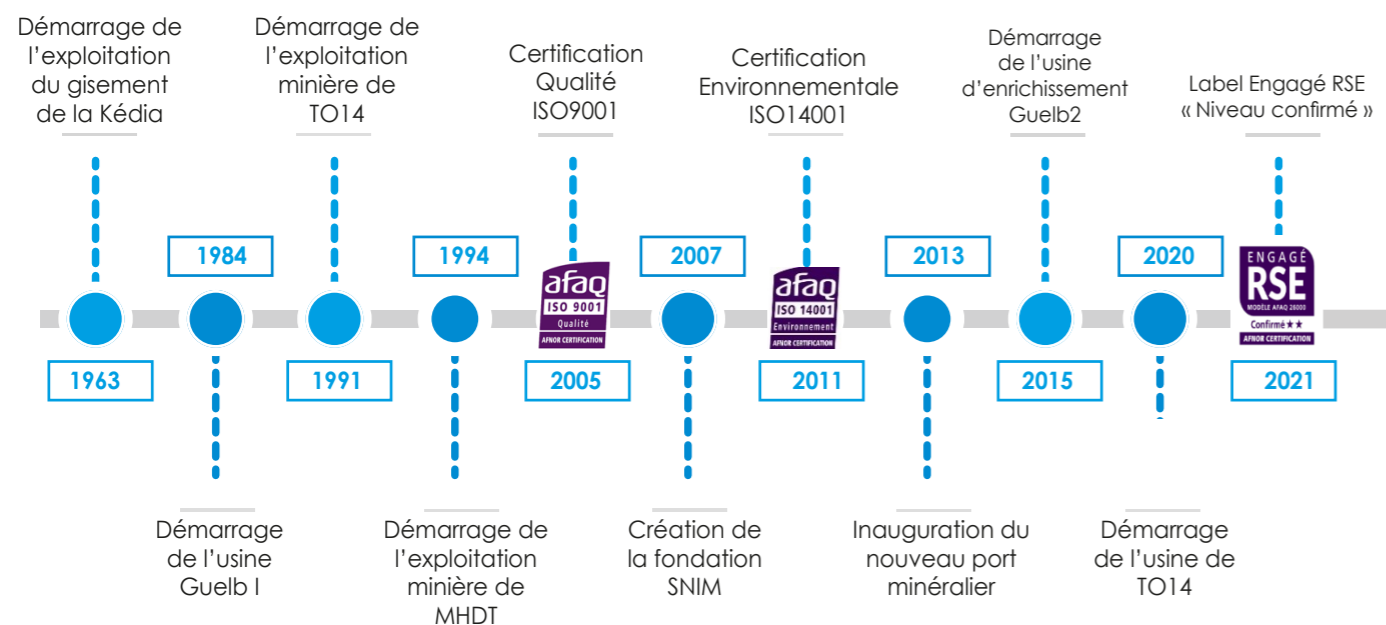 Démarrage de
l'exploitation
du gisement
de la Kédia
Démarrage de
l'exploitation
minière de
TO14
Certification
Qualité
ISO9001
Certification
Environnementale
ISO14001
Démarrage
de l'usine
d'enrichissement
Guelb2
Label Engagé RSE
« Niveau confirmé »
1984
1994
2007
2013
2020
afaq
ISO 9001
Qualité
AFNOR CERTIFICATION
afaq
ISO 14001
Environnement
AFNOR CERTIFICATION
ENGAGÉ
RSE
MODÈLE AFAQ 26000
Confirmé ★★
AFNOR CERTIFICATION
1963
1991
2005
2011
2015
2021
Démarrage
de l'usine
Guelb I
Démarrage de
l'exploitation
minière de
MHDT
Création de
la fondation
SNIM
Inauguration du
nouveau port
minéralier
Démarrage
de l'usine de
TO14